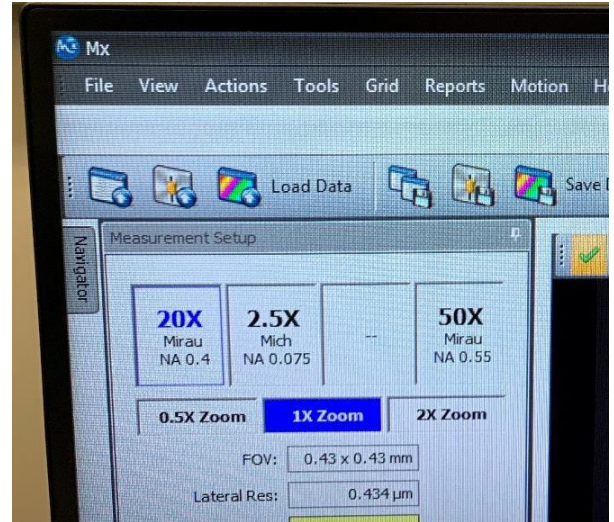 Mx
File View Actions Tools Grid Reports Motion
Load Data Save
Navigator
Measurement Setup
20X 2.5X -- 50X
Mirau Mich Mirau
NA 0.4 NA 0.075 NA 0.55
0.5X Zoom 1X Zoom 2X Zoom
FOV: 0.43 x 0.43 mm
Lateral Res: 0.434 µm